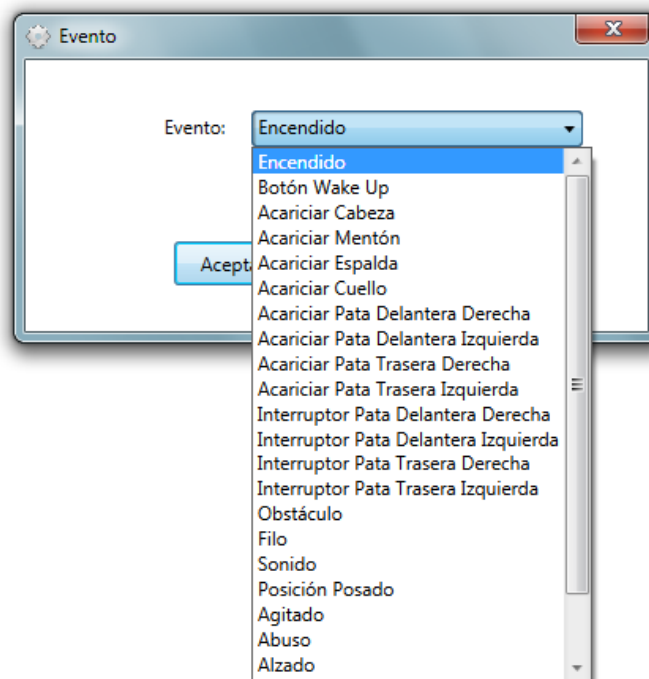 Evento
Evento: Encendido
Encendido
Botón Wake Up
Acariciar Cabeza
Acariciar Mentón
Acariciar Espalda
Acariciar Cuello
Acariciar Pata Delantera Derecha
Acariciar Pata Delantera Izquierda
Acariciar Pata Trasera Derecha
Acariciar Pata Trasera Izquierda
Interruptor Pata Delantera Derecha
Interruptor Pata Delantera Izquierda
Interruptor Pata Trasera Derecha
Interruptor Pata Trasera Izquierda
Obstáculo
Filo
Sonido
Posición Posado
Agitado
Abuso
Alzado